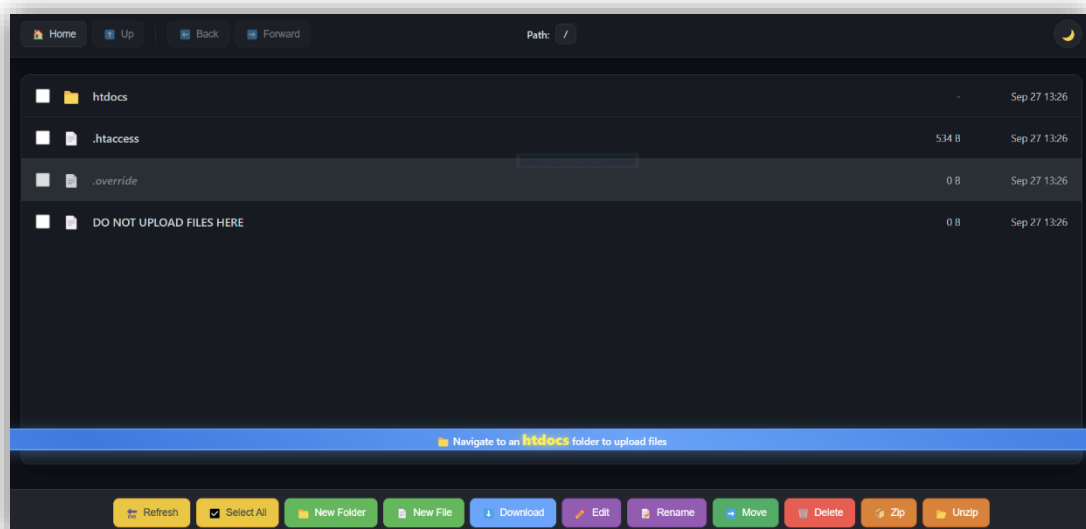 Home Up Back Forward Path: /
htdocs - Sep 27 13:26
.htaccess 534 B Sep 27 13:26
.override 0 B Sep 27 13:26
DO NOT UPLOAD FILES HERE 0 B Sep 27 13:26
Navigate to an htdocs folder to upload files
Refresh Select All New Folder New File Download Edit Rename Move Delete Zip Unzip